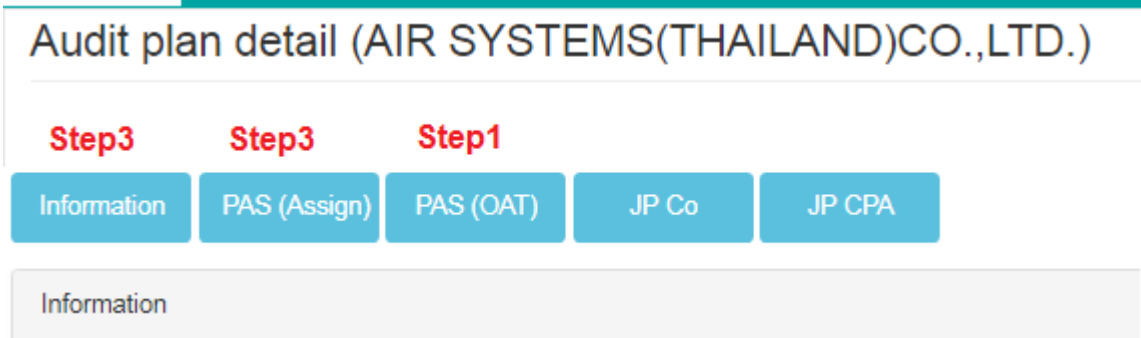 Audit plan detail (AIR SYSTEMS(THAILAND)CO.,LTD.)
Step3 Step3 Step1
Information PAS (Assign) PAS (OAT) JP Co JP CPA
Information